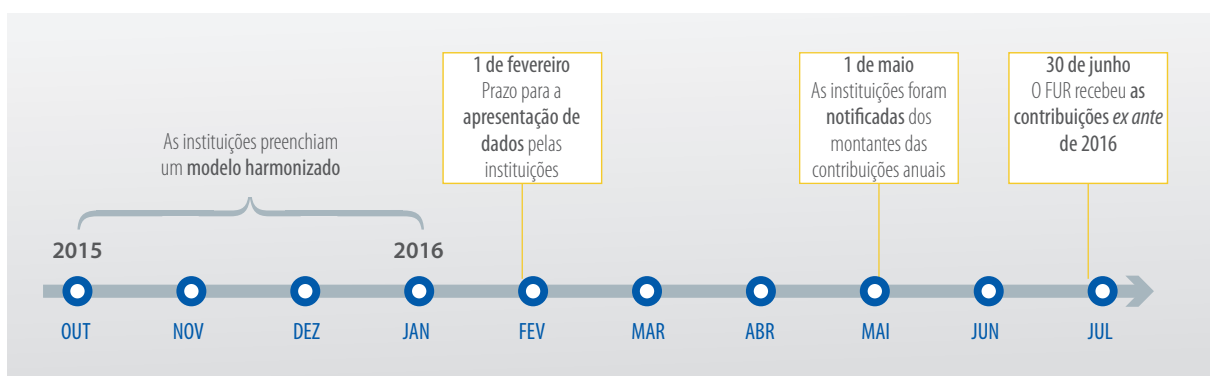 As instituições preenchiam
um modelo harmonizado
1 de fevereiro
Prazo para a
apresentação de
dados pelas
instituições
1 de maio
As instituições foram
notificadas dos
montantes das
contribuições anuais
30 de junho
O FUR recebeu as
contribuições ex ante
de 2016
2015
2016
OUT
NOV
DEZ
JAN
FEV
MAR
ABR
MAI
JUN
JUL